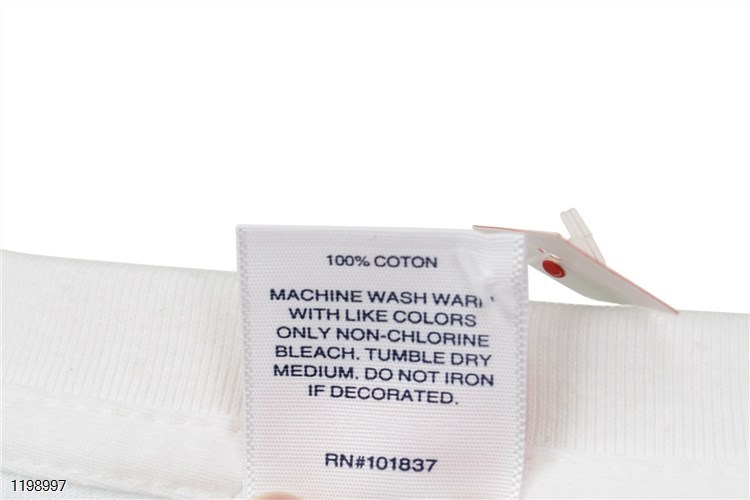 100% COTON
MACHINE WASH WARM
WITH LIKE COLORS
ONLY NON-CHLORINE
BLEACH. TUMBLE DRY
MEDIUM. DO NOT IRON
IF DECORATED.
RN#101837
1198997